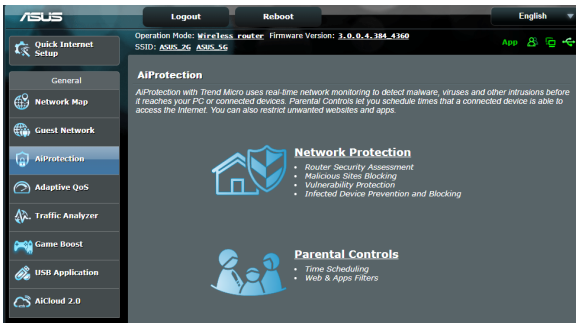 ASUS
Logout
Reboot
English
Quick Internet
Setup
Operation Mode: Wireless router Firmware Version: 3.0.0.4.384_4360
SSID: ASUS_2G ASUS_5G
App
General
Network Map
Guest Network
AiProtection
Adaptive QoS
Traffic Analyzer
Game Boost
USB Application
AiCloud 2.0
AiProtection
AiProtection with Trend Micro uses real-time network monitoring to detect malware, viruses and other intrusions before
it reaches your PC or connected devices. Parental Controls let you schedule times that a connected device is able to
access the Internet. You can also restrict unwanted websites and apps.
Network Protection
• Router Security Assessment
• Malicious Sites Blocking
• Vulnerability Protection
• Infected Device Prevention and Blocking
Parental Controls
• Time Scheduling
• Web & Apps Filters